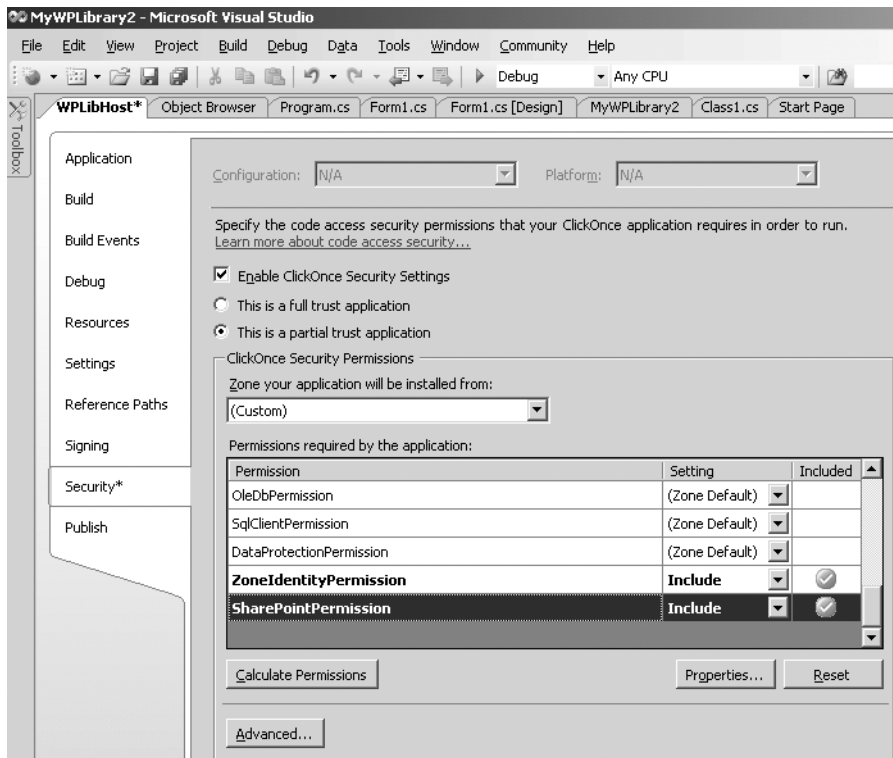 MyWPLibrary2 - Microsoft Visual Studio
File Edit View Project Build Debug Data Tools Window Community Help
Debug Any CPU
WPLibHost* Object Browser Program.cs Form1.cs Form1.cs [Design] MyWPLibrary2 Class1.cs Start Page
Toolbox
Application
Build
Build Events
Debug
Resources
Settings
Reference Paths
Signing
Security*
Publish
Configuration: N/A Platform: N/A
Specify the code access security permissions that your ClickOnce application requires in order to run.
Learn more about code access security...
Enable ClickOnce Security Settings
This is a full trust application
This is a partial trust application
ClickOnce Security Permissions
Zone your application will be installed from:
(Custom)
Permissions required by the application:
Permission Setting Included
OleDbPermission (Zone Default)
SqlClientPermission (Zone Default)
DataProtectionPermission (Zone Default)
ZoneIdentityPermission Include
SharePointPermission Include
Calculate Permissions Properties... Reset
Advanced...